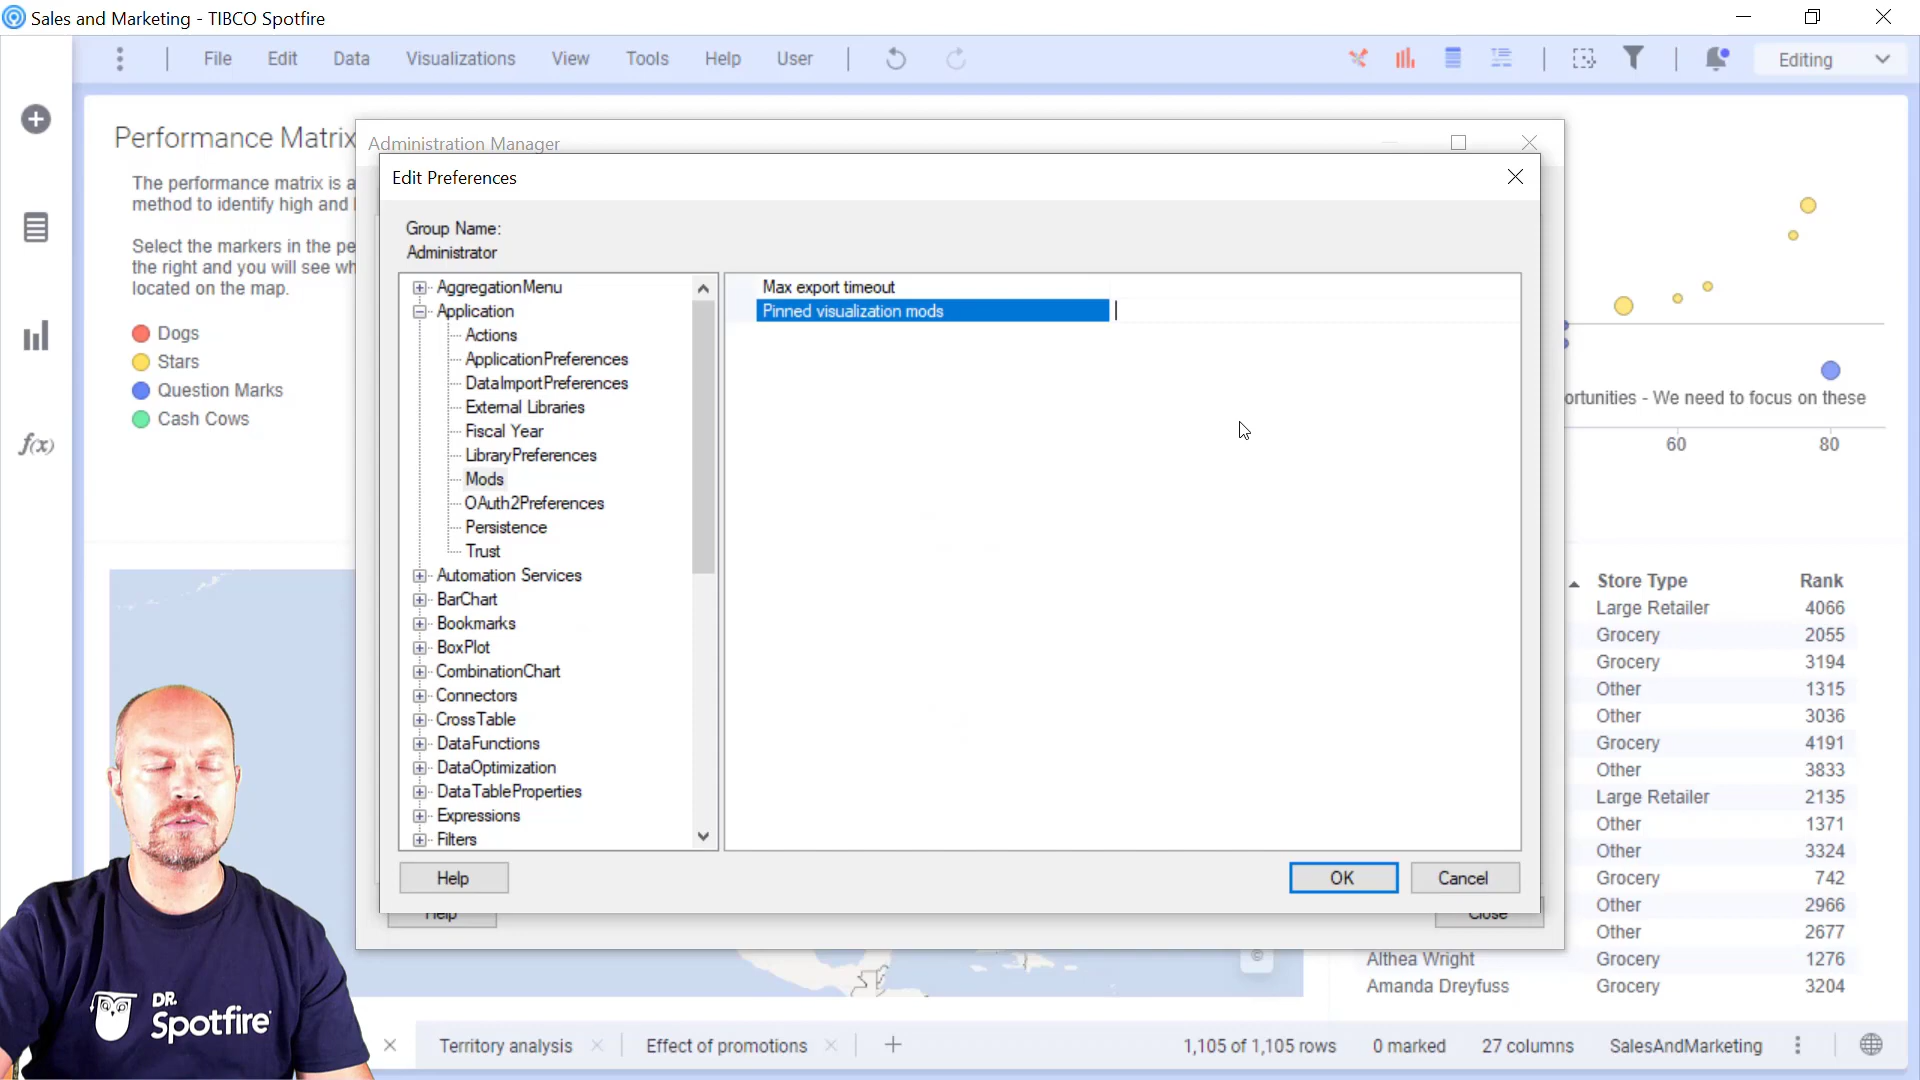 Sales and Marketing - TIBCO Spotfire
File Edit Data Visualizations View Tools Help User
Editing
Performance Matrix
The performance matrix is a
method to identify high and
Select the markers in the pe
the right and you will see wh
located on the map.
Dogs
Stars
Question Marks
Cash Cows
f(x)
Administration Manager
Edit Preferences
Group Name:
Administrator
AggregationMenu
Application
Actions
ApplicationPreferences
DataImportPreferences
External Libraries
Fiscal Year
LibraryPreferences
Mods
OAuth2Preferences
Persistence
Trust
Automation Services
BarChart
Bookmarks
BoxPlot
CombinationChart
Connectors
CrossTable
DataFunctions
DataOptimization
DataTableProperties
Expressions
Filters
Max export timeout
Pinned visualization mods
Help
OK
Cancel
Help
Close
ortunities - We need to focus on these
60 80
Store Type Rank
Large Retailer 4066
Grocery 2055
Grocery 3194
Other 1315
Other 3036
Grocery 4191
Other 3833
Large Retailer 2135
Other 1371
Other 3324
Grocery 742
Other 2966
Other 2677
Althea Wright Grocery 1276
Amanda Dreyfuss Grocery 3204
©
DR.
Spotfire
Territory analysis
Effect of promotions
1,105 of 1,105 rows
0 marked
27 columns
SalesAndMarketing